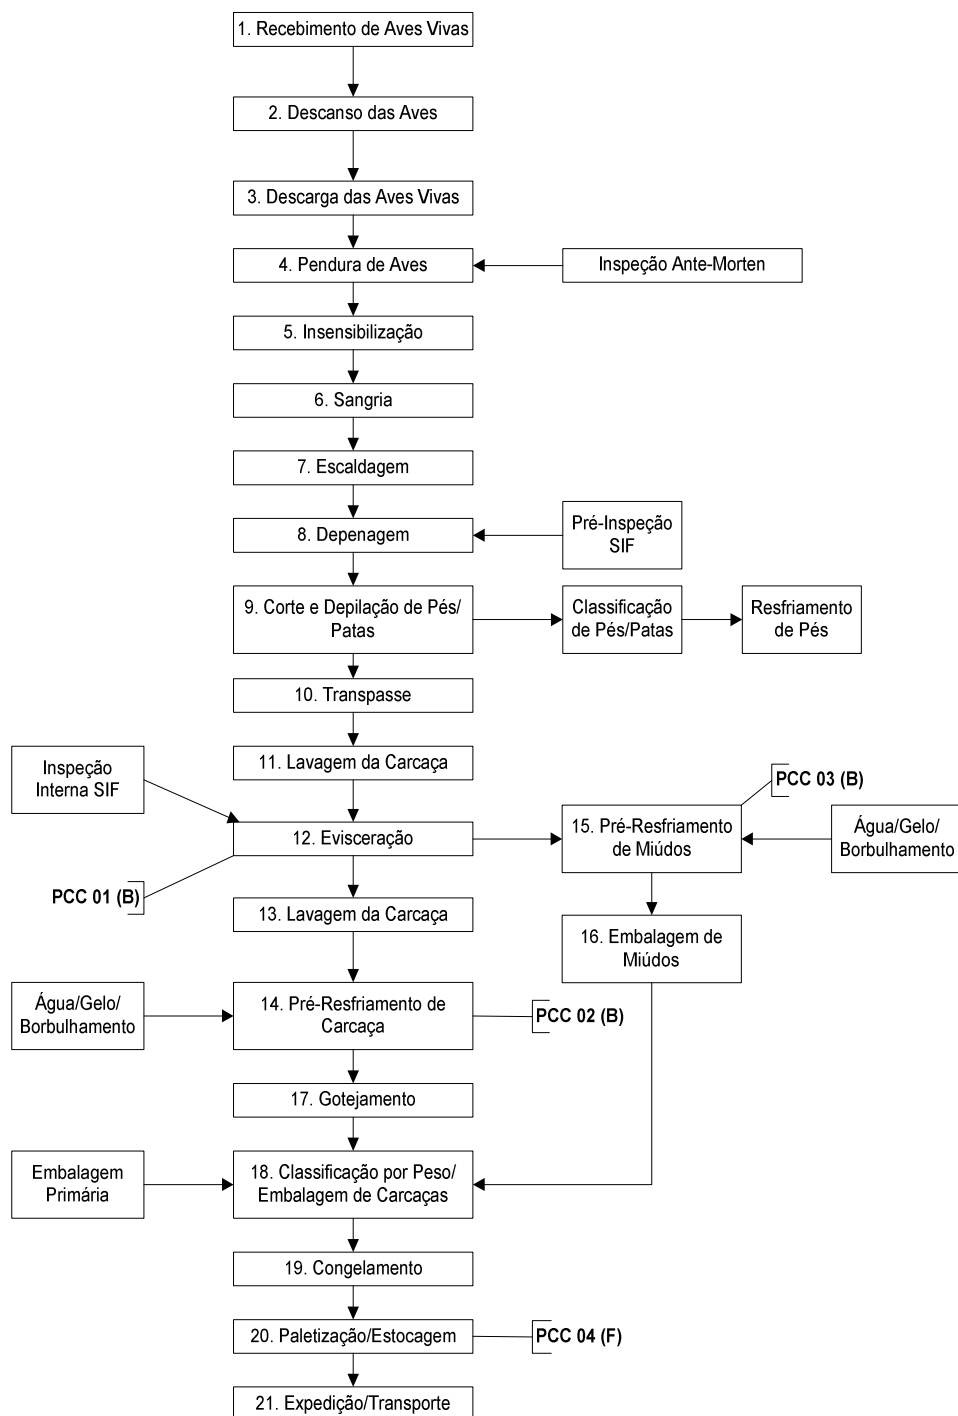 1. Recebimento de Aves Vivas
2. Descanso das Aves
3. Descarga das Aves Vivas
4. Pendura de Aves
Inspeção Ante-Morten
5. Insensibilização
6. Sangria
7. Escaldagem
8. Depenagem
Pré-Inspeção
SIF
9. Corte e Depilação de Pés/
Patas
Classificação
de Pés/Patas
Resfriamento
de Pés
10. Transpasse
11. Lavagem da Carcaça
Inspeção
Interna SIF
PCC 03 (B)
12. Evisceração
15. Pré-Resfriamento
de Miúdos
Água/Gelo/
Borbulhamento
PCC 01 (B)
13. Lavagem da Carcaça
16. Embalagem de
Miúdos
Água/Gelo/
Borbulhamento
14. Pré-Resfriamento de
Carcaça
PCC 02 (B)
17. Gotejamento
Embalagem
Primária
18. Classificação por Peso/
Embalagem de Carcaças
19. Congelamento
20. Paletização/Estocagem
PCC 04 (F)
21. Expedição/Transporte